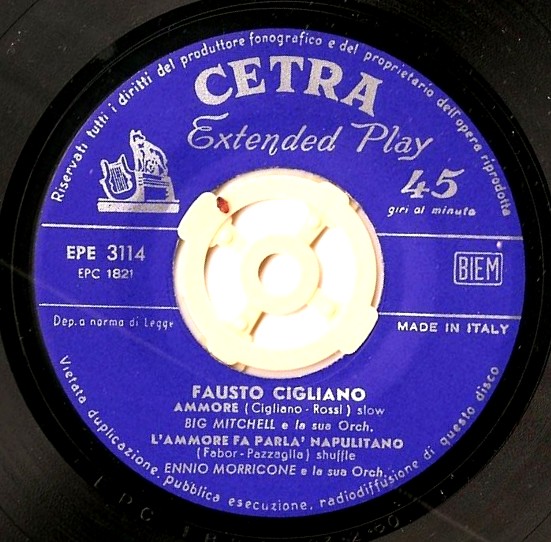 Riservati tutti i diritti del produttore fonografico e del proprietario dell'opera riprodotta
CETRA
Extended Play
45
giri al minuto
EPE 3114
EPC 1821
BIEM
Dep. a norma di Legge
MADE IN ITALY
FAUSTO CIGLIANO
AMMORE (Cigliano - Rossi) slow
BIG MITCHELL e la sua Orch.
L'AMMORE FA PARLA' NAPULITANO
(Fabor - Pazzaglia) shuffle
ENNIO MORRICONE e la sua Orch.
Vietata duplicazione. Pubblica esecuzione, radiodiffusione di questo disco